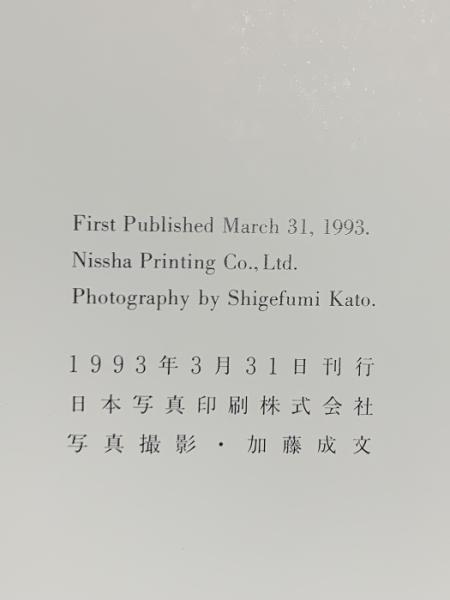 First Published March 31, 1993.
Nissha Printing Co., Ltd.
Photography by Shigefumi Kato.
1993年3月31日刊行
日本写真印刷株式会社
写真撮影・加藤成文